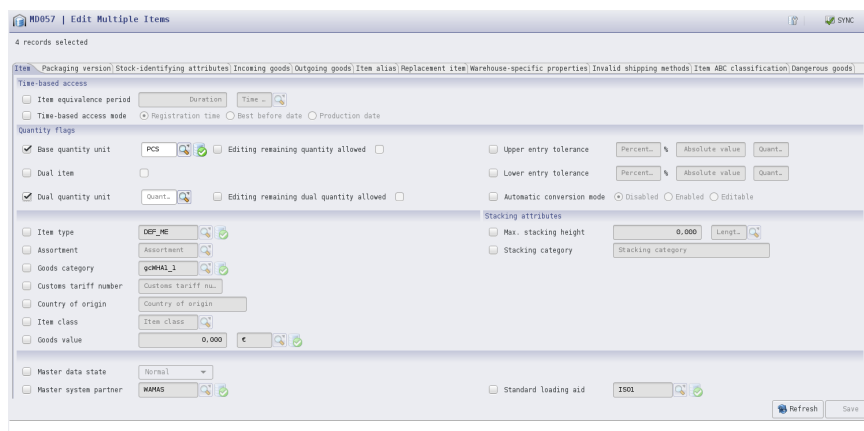 MD057 | Edit Multiple Items
SYNC
4 records selected
Item Packaging version Stock-identifying attributes Incoming goods Outgoing goods Item alias Replacement item Warehouse-specific properties Invalid shipping methods Item ABC classification Dangerous goods
Time-based access
Item equivalence period Duration Time …
Time-based access mode Registration time Best before date Production date
Quantity flags
Base quantity unit PCS Editing remaining quantity allowed Upper entry tolerance Percent… % Absolute value Quant…
Dual item Lower entry tolerance Percent… % Absolute value Quant…
Dual quantity unit Quant… Editing remaining dual quantity allowed Automatic conversion mode Disabled Enabled Editable
Stacking attributes
Item type DEF_ME Max. stacking height 0,000 Lengt…
Assortment Assortment Stacking category Stacking category
Goods category gcWHA1_1
Customs tariff number Customs tariff nu…
Country of origin Country of origin
Item class Item class
Goods value 0,000 €
Master data state Normal
Master system partner WAMAS Standard loading aid ISO1
Refresh Save